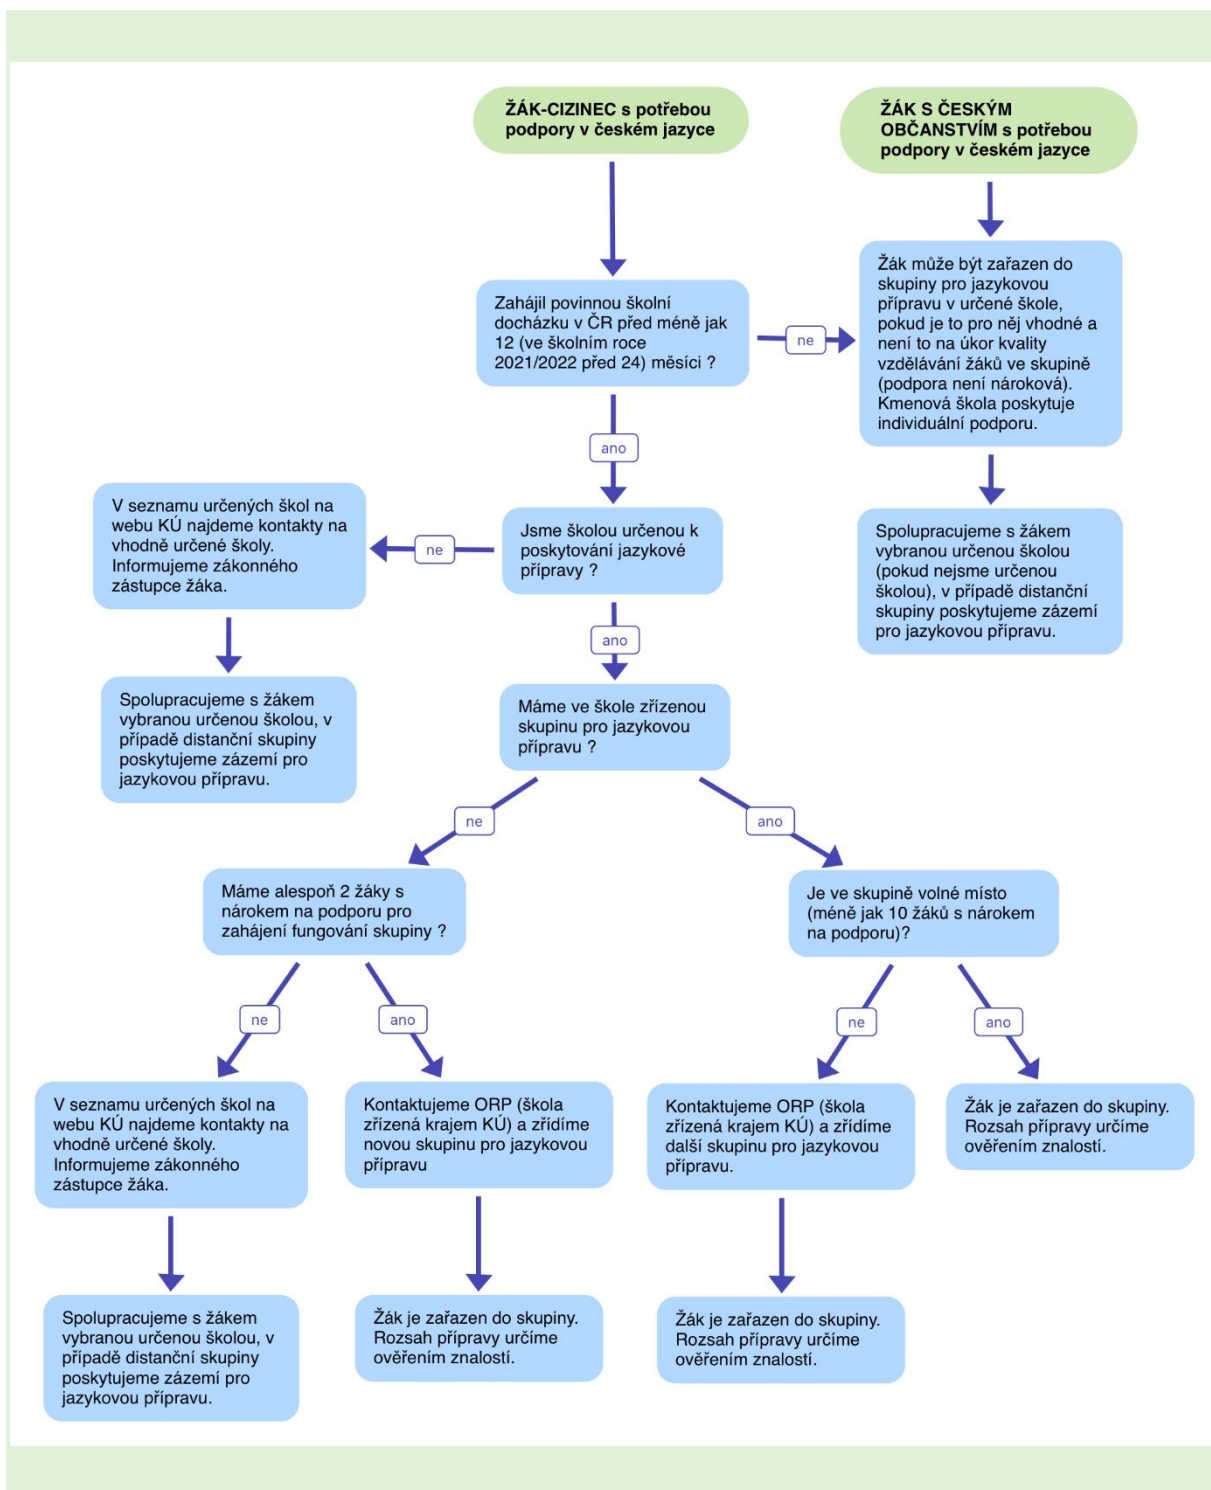 ŽÁK-CIZINEC s potřebou
podpory v českém jazyce
ŽÁK S ČESKÝM
OBČANSTVÍM s potřebou
podpory v českém jazyce
Zahájil povinnou školní
docházku v ČR před méně jak
12 (ve školním roce
2021/2022 před 24) měsíci ?
ne
Žák může být zařazen do
skupiny pro jazykovou
přípravu v určené škole,
pokud je to pro něj vhodné a
není to na úkor kvality
vzdělávání žáků ve skupině
(podpora není nároková).
Kmenová škola poskytuje
individuální podporu.
ano
V seznamu určených škol na
webu KÚ najdeme kontakty na
vhodně určené školy.
Informujeme zákonného
zástupce žáka.
ne
Jsme školou určenou k
poskytování jazykové
přípravy ?
Spolupracujeme s žákem
vybranou určenou školou
(pokud nejsme určenou
školou), v případě distanční
skupiny poskytujeme zázemí
pro jazykovou přípravu.
ano
Spolupracujeme s žákem
vybranou určenou školou, v
případě distanční skupiny
poskytujeme zázemí pro
jazykovou přípravu.
Máme ve škole zřízenou
skupinu pro jazykovou
přípravu ?
ne
ano
Máme alespoň 2 žáky s
nárokem na podporu pro
zahájení fungování skupiny ?
Je ve skupině volné místo
(méně jak 10 žáků s nárokem
na podporu)?
ne
ano
ne
ano
V seznamu určených škol na
webu KÚ najdeme kontakty na
vhodně určené školy.
Informujeme zákonného
zástupce žáka.
Kontaktujeme ORP (škola
zřízená krajem KÚ) a zřídíme
novou skupinu pro jazykovou
přípravu
Kontaktujeme ORP (škola
zřízená krajem KÚ) a zřídíme
další skupinu pro jazykovou
přípravu.
Žák je zařazen do skupiny.
Rozsah přípravy určíme
ověřením znalostí.
Spolupracujeme s žákem
vybranou určenou školou, v
případě distanční skupiny
poskytujeme zázemí pro
jazykovou přípravu.
Žák je zařazen do skupiny.
Rozsah přípravy určíme
ověřením znalostí.
Žák je zařazen do skupiny.
Rozsah přípravy určíme
ověřením znalostí.